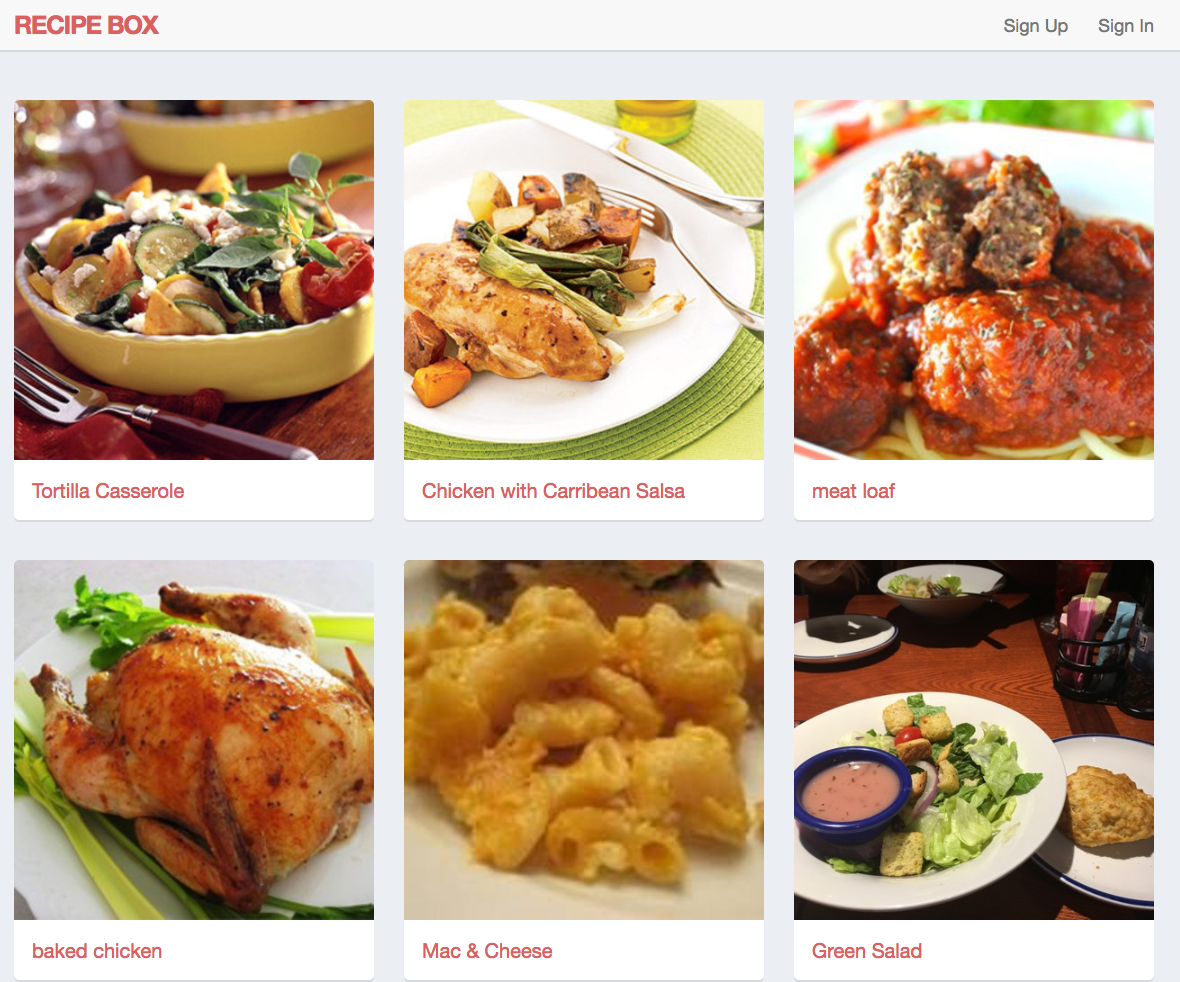 RECIPE BOX
Sign Up
Sign In
Tortilla Casserole
Chicken with Carribean Salsa
meat loaf
baked chicken
Mac & Cheese
Green Salad